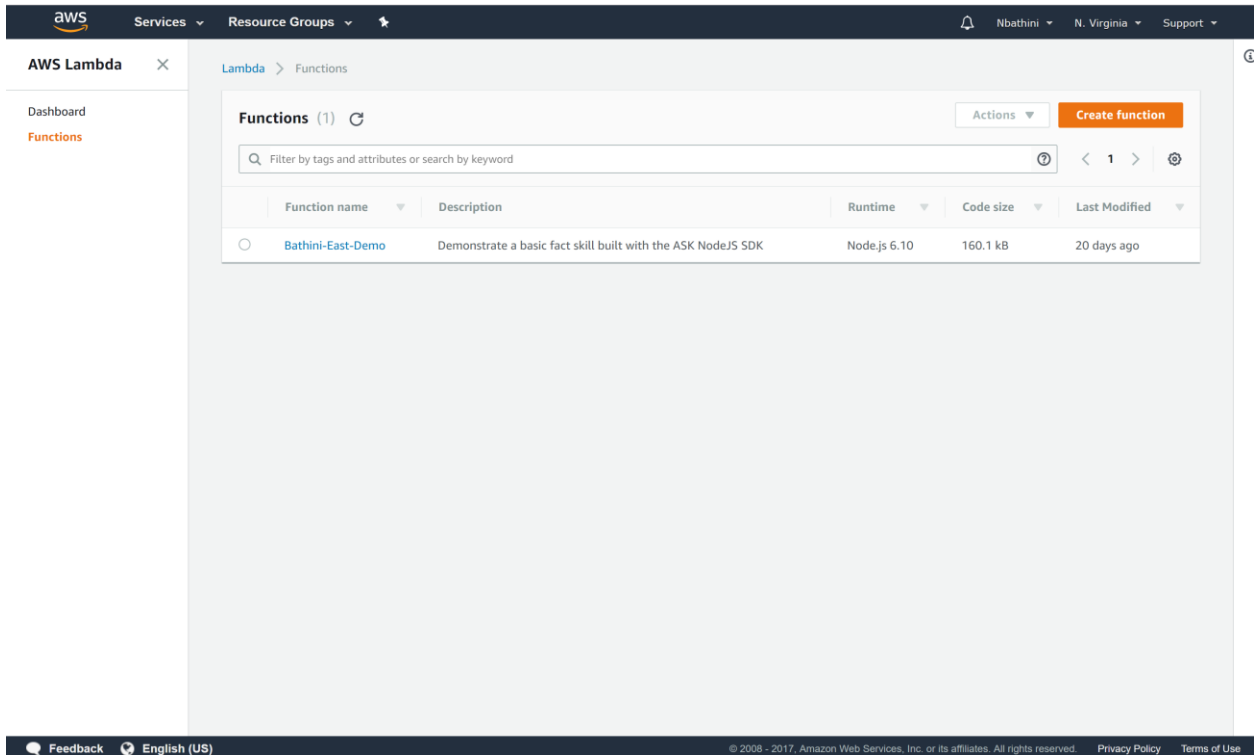 aws Services Resource Groups Nbathini N. Virginia Support
AWS Lambda
Lambda > Functions
Dashboard
Functions
Functions (1) Actions Create function
Filter by tags and attributes or search by keyword < 1 >
Function name Description Runtime Code size Last Modified
Bathini-East-Demo Demonstrate a basic fact skill built with the ASK NodeJS SDK Node.js 6.10 160.1 kB 20 days ago
Feedback English (US) © 2008 - 2017, Amazon Web Services, Inc. or its affiliates. All rights reserved. Privacy Policy Terms of Use